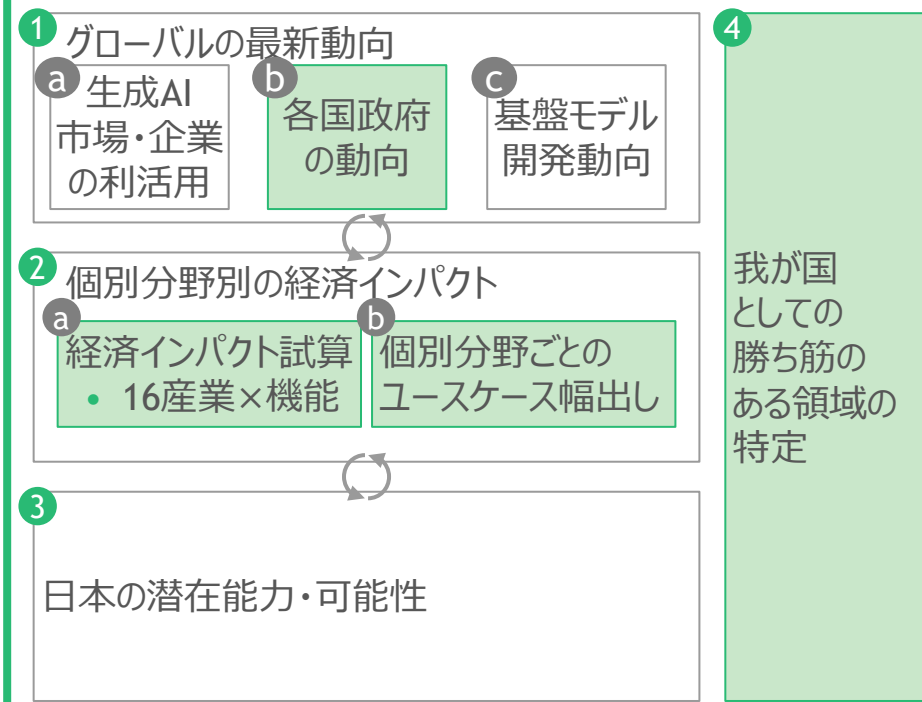 1
グローバルの最新動向
a
生成AI
市場・企業
の利活用
b
各国政府
の動向
c
基盤モデル
開発動向
2
個別分野別の経済インパクト
a
経済インパクト試算
• 16産業×機能
b
個別分野ごとの
ユースケース幅出し
3
日本の潜在能力・可能性
4
我が国
としての
勝ち筋の
ある領域の
特定